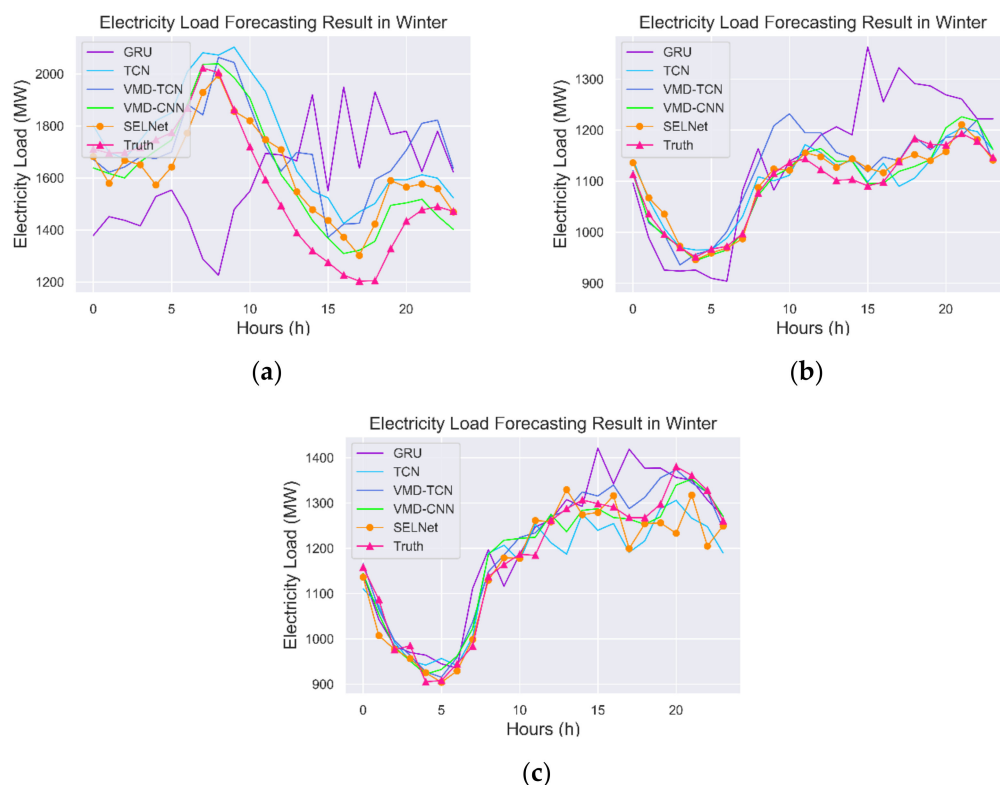 Electricity Load Forecasting Result in Winter
GRU
TCN
VMD-TCN
VMD-CNN
SELNet
Truth
2000
1800
1600
1400
1200
Electricity Load (MW)
0 5 10 15 20
Hours (h)
(a)
Electricity Load Forecasting Result in Winter
GRU
TCN
VMD-TCN
VMD-CNN
SELNet
Truth
1300
1200
1100
1000
900
Electricity Load (MW)
0 5 10 15 20
Hours (h)
(b)
Electricity Load Forecasting Result in Winter
GRU
TCN
VMD-TCN
VMD-CNN
SELNet
Truth
1400
1300
1200
1100
1000
900
Electricity Load (MW)
0 5 10 15 20
Hours (h)
(c)